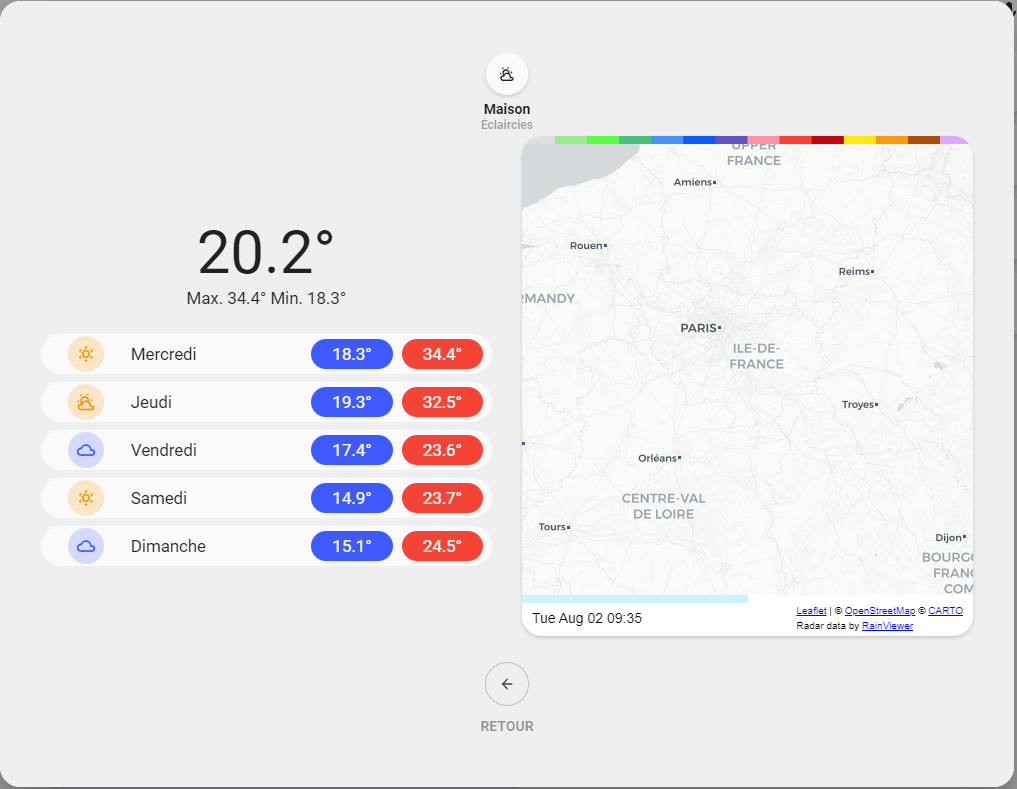 Maison
Éclaircies
20.2°
Max. 34.4° Min. 18.3°
Mercredi 18.3° 34.4°
Jeudi 19.3° 32.5°
Vendredi 17.4° 23.6°
Samedi 14.9° 23.7°
Dimanche 15.1° 24.5°
UPPER
FRANCE
Amiens
Rouen
Reims
RMANDY
PARIS
ILE-DE-
FRANCE
Troyes
Orléans
CENTRE-VAL
DE LOIRE
Tours
Dijon
BOURGO
FRANC
COM
Tue Aug 02 09:35
Leaflet | © OpenStreetMap © CARTO
Radar data by RainViewer
RETOUR